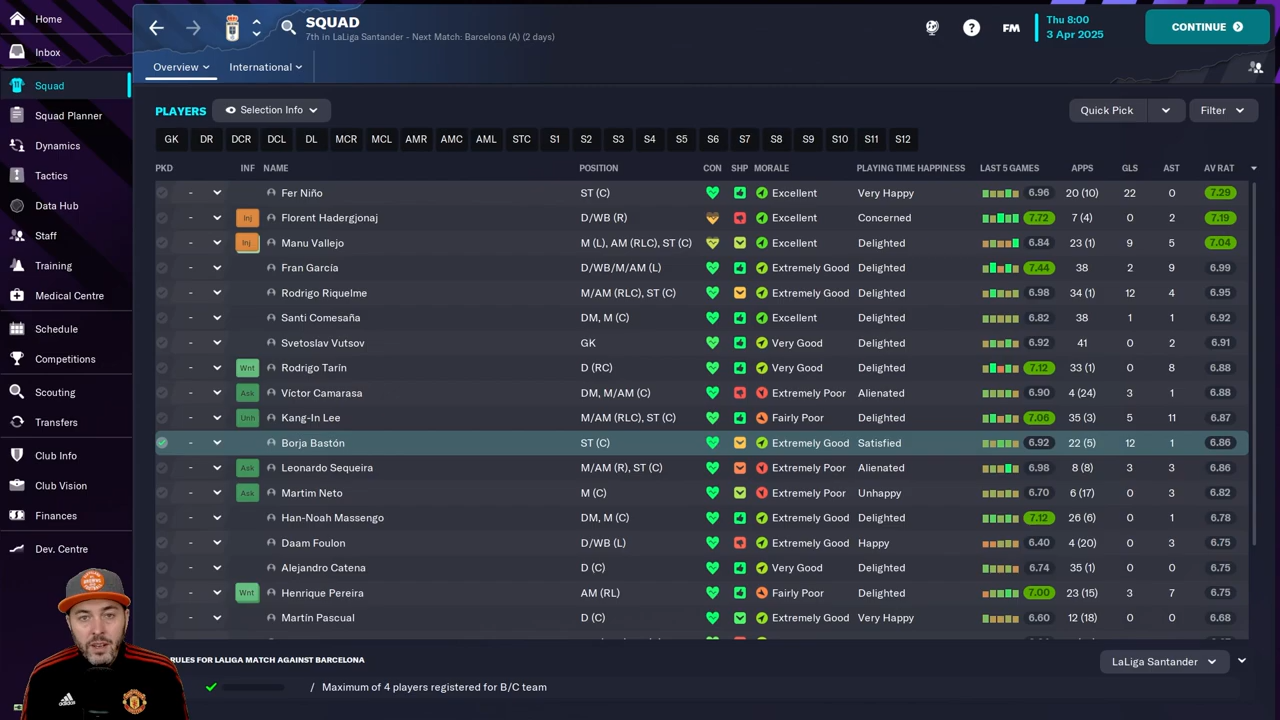 Home
SQUAD
7th in LaLiga Santander - Next Match: Barcelona (A) (2 days)
FM
Thu 8:00
3 Apr 2025
CONTINUE
Inbox
Overview
International
Squad
Squad Planner
Dynamics
Tactics
Data Hub
Staff
Training
Medical Centre
Schedule
Competitions
Scouting
Transfers
Club Info
Club Vision
Finances
Dev. Centre
PLAYERS Selection Info Quick Pick Filter
GK DR DCR DCL DL MCR MCL AMR AMC AML STC S1 S2 S3 S4 S5 S6 S7 S8 S9 S10 S11 S12
PKD INF NAME POSITION CON SHP MORALE PLAYING TIME HAPPINESS LAST 5 GAMES APPS GLS AST AV RAT
- Fer Niño ST (C) Excellent Very Happy 6.96 20 (10) 22 0 7.29
- Inj Florent Hadergjonaj D/WB (R) Excellent Concerned 7.72 7 (4) 0 2 7.19
- Inj Manu Vallejo M (L), AM (RLC), ST (C) Excellent Delighted 6.84 23 (1) 9 5 7.04
- Fran García D/WB/M/AM (L) Extremely Good Delighted 7.44 38 2 9 6.99
- Rodrigo Riquelme M/AM (RLC), ST (C) Extremely Good Delighted 6.98 34 (1) 12 4 6.95
- Santi Comesaña DM, M (C) Excellent Delighted 6.82 38 1 1 6.92
- Svetoslav Vutsov GK Very Good Delighted 6.92 41 0 2 6.91
- Wnt Rodrigo Tarín D (RC) Very Good Delighted 7.12 33 (1) 0 8 6.88
- Ask Víctor Camarasa DM, M/AM (C) Extremely Poor Alienated 6.90 4 (24) 3 1 6.88
- Unh Kang-In Lee M/AM (RLC), ST (C) Fairly Poor Delighted 7.06 35 (3) 5 11 6.87
- Borja Bastón ST (C) Extremely Good Satisfied 6.92 22 (5) 12 1 6.86
- Ask Leonardo Sequeira M/AM (R), ST (C) Extremely Poor Alienated 6.98 8 (8) 3 3 6.86
- Ask Martim Neto M (C) Extremely Poor Unhappy 6.70 6 (17) 0 3 6.82
- Han-Noah Massengo DM, M (C) Extremely Good Delighted 7.12 26 (6) 0 1 6.78
- Daam Foulon D/WB (L) Extremely Good Happy 6.40 4 (20) 0 3 6.75
- Alejandro Catena D (C) Very Good Delighted 6.74 35 (1) 0 0 6.75
- Wnt Henrique Pereira AM (RL) Fairly Poor Delighted 7.00 23 (15) 3 7 6.75
- Martín Pascual D (C) Extremely Good Very Happy 6.60 12 (18) 0 0 6.68
RULES FOR LALIGA MATCH AGAINST BARCELONA
LaLiga Santander
/ Maximum of 4 players registered for B/C team